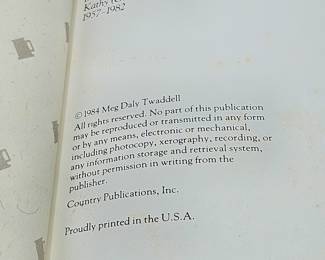 Kathy
1957–1982
© 1984 Meg Daly Twaddell
All rights reserved. No part of this publication
may be reproduced or transmitted in any form
or by any means, electronic or mechanical,
including photocopy, xerography, recording, or
any information storage and retrieval system,
without permission in writing from the
publisher.
Country Publications, Inc.
Proudly printed in the U.S.A.